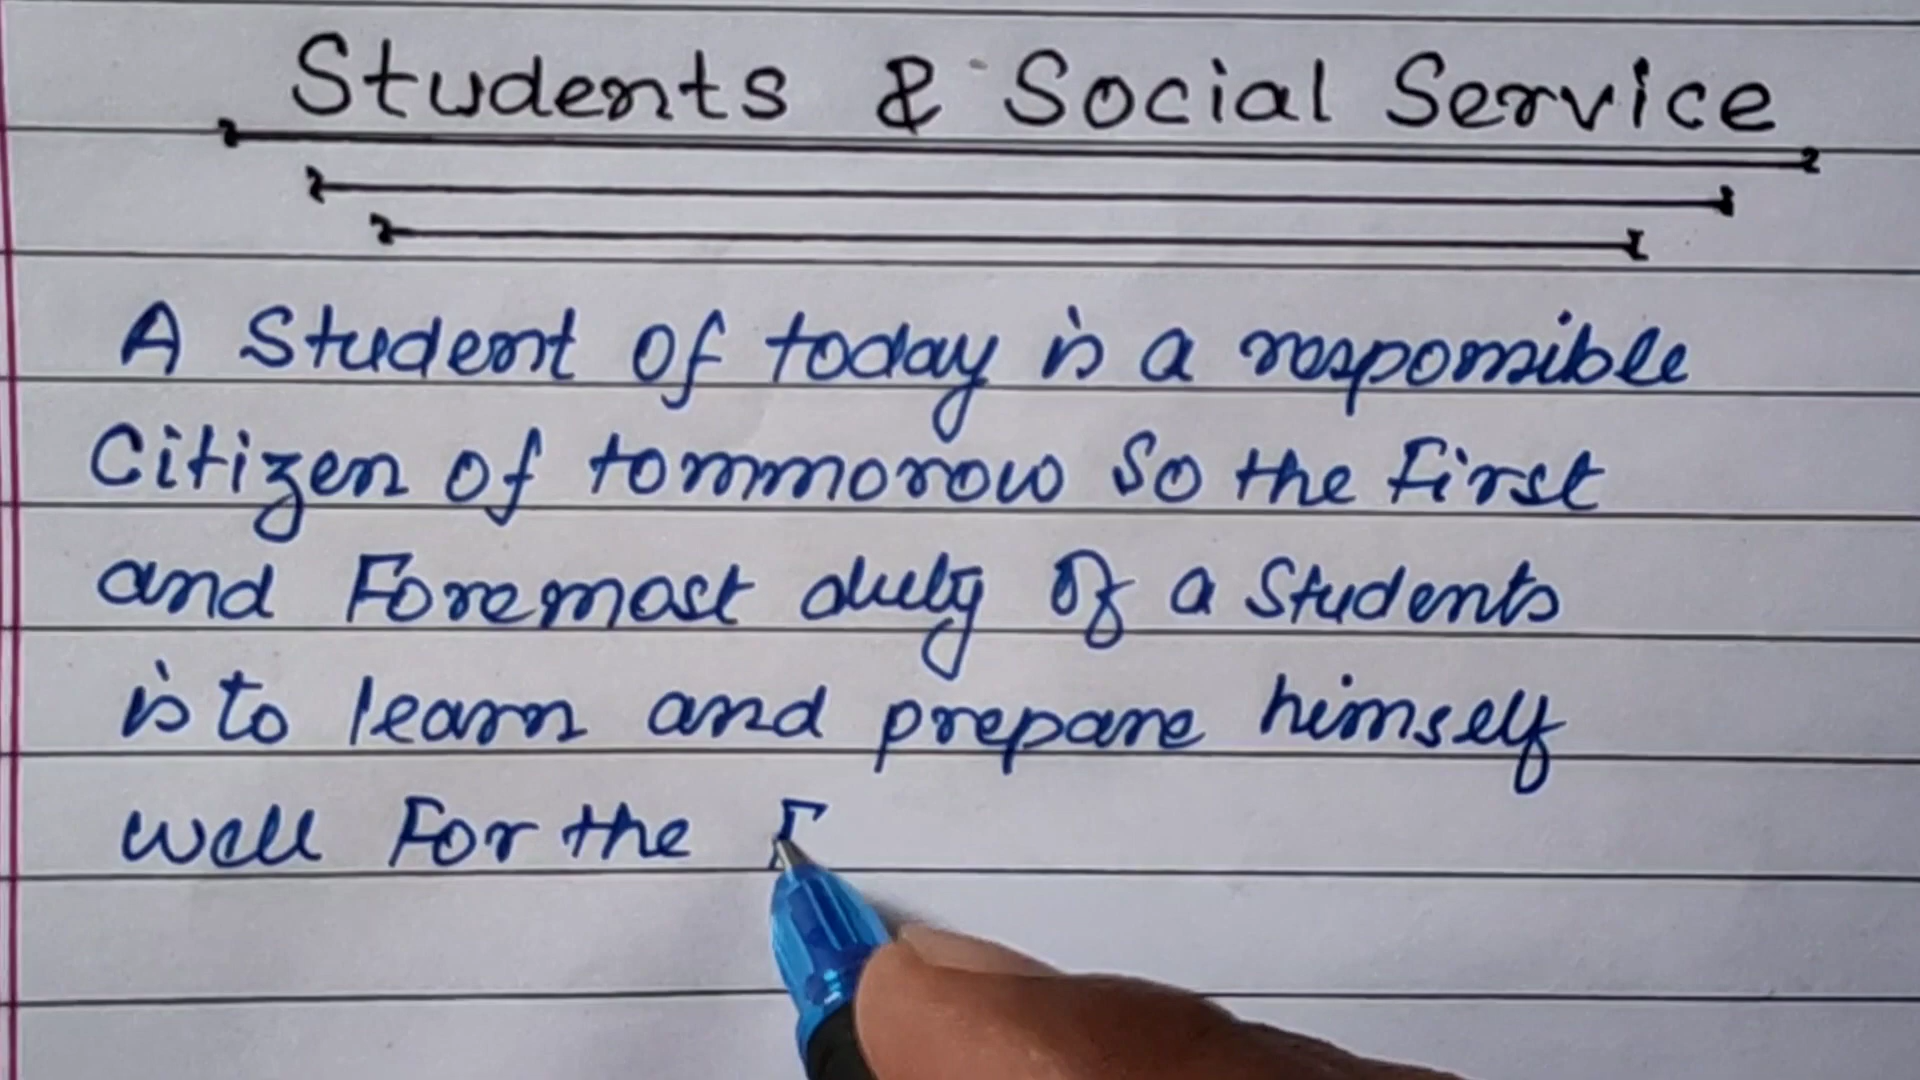 Students & Social Service
A Student of today is a responsible
Citizen of tommorow So the First
and Foremost duty of a Students
is to learn and prepare himself
well For the F